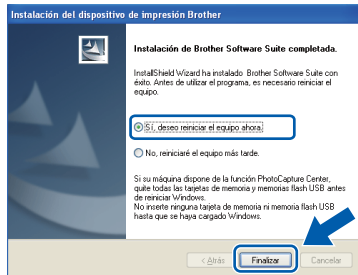 Instalación del dispositivo de impresión Brother
Instalación de Brother Software Suite completada.
InstallShield Wizard ha instalado Brother Software Suite con
éxito. Antes de utilizar el programa, es necesario reiniciar el
equipo.
Sí, deseo reiniciar el equipo ahora.
No, reiniciaré el equipo más tarde.
Si su máquina dispone de la función PhotoCapture Center,
quite todas las tarjetas de memoria y memorias flash USB antes
de reiniciar Windows.
No inserte ninguna tarjeta de memoria ni memoria flash USB
hasta que se haya cargado Windows.
< Atrás Finalizar Cancelar